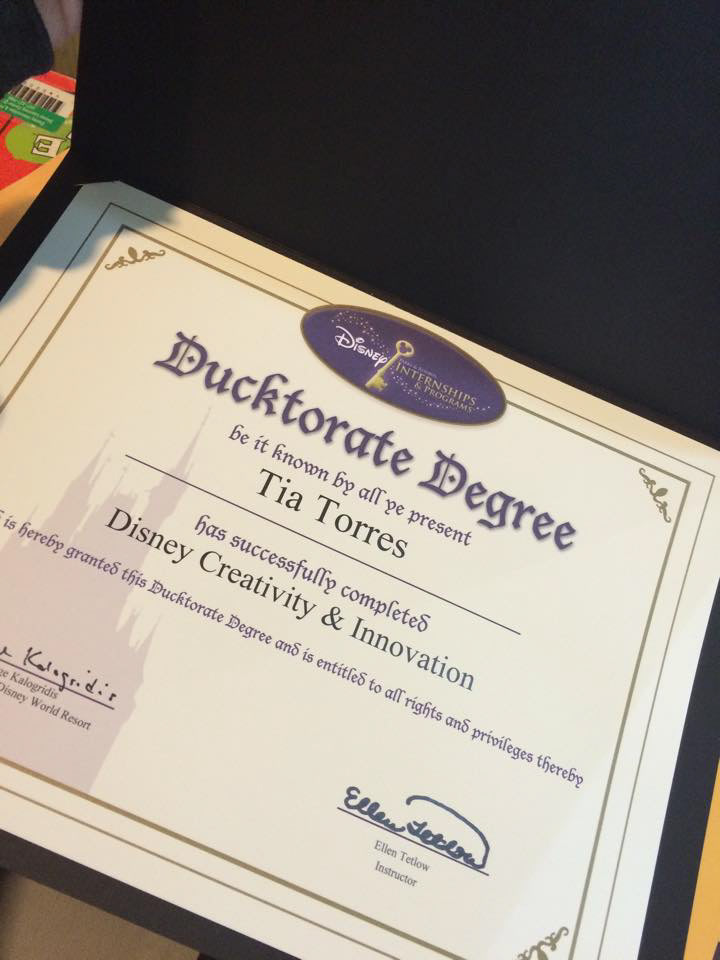 Disney
INTERNSHIPS
& PROGRAMS
Ducktorate Degree
be it known by all ye present
Tia Torres
has successfully completed
Disney Creativity & Innovation
is hereby granted this Ducktorate Degree and is entitled to all rights and privileges thereby
Kalogridis
ge Kalogridis
Disney World Resort
Ellen Tetlow
Ellen Tetlow
Instructor